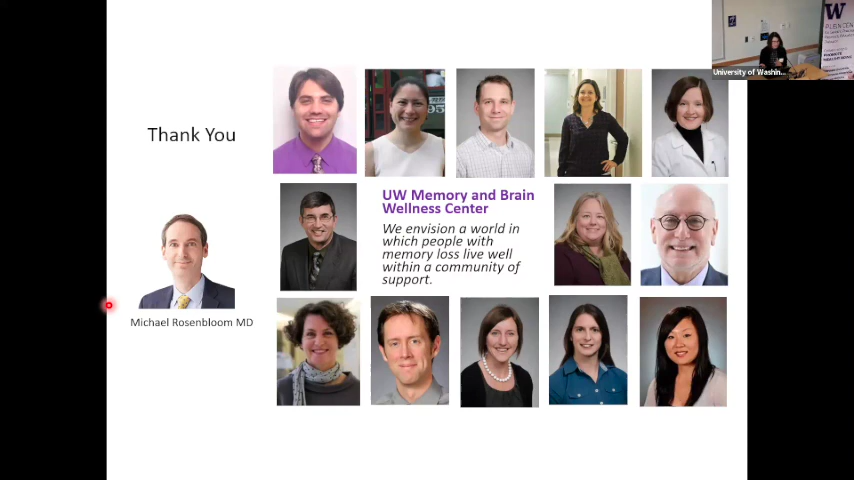 University of Washin...
W
Thank You
UW Memory and Brain
Wellness Center
We envision a world in
which people with
memory loss live well
within a community of
support.
Michael Rosenbloom MD